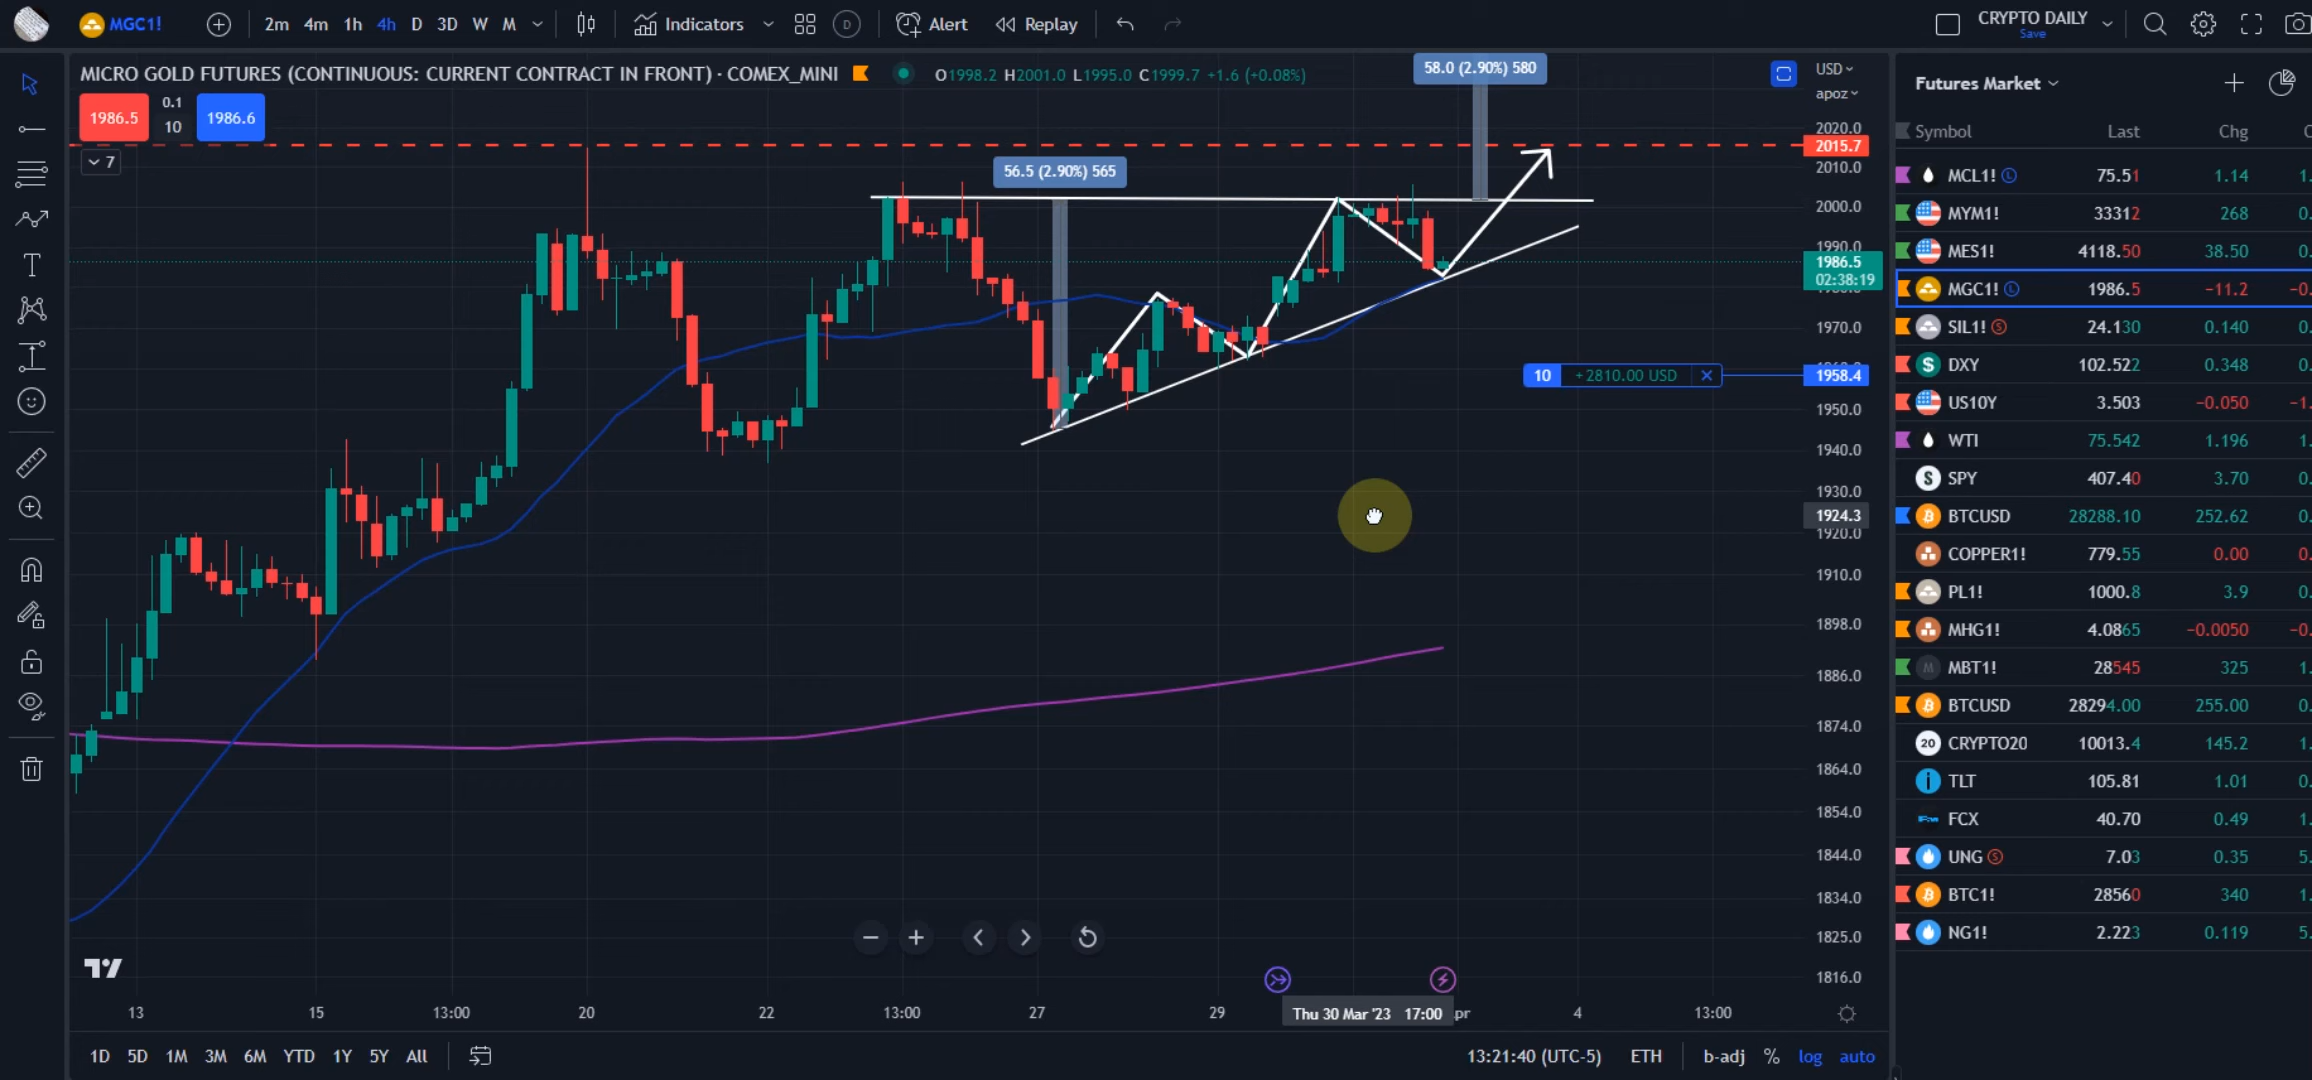 MGC1! 2m 4m 1h 4h D 3D W M Indicators D Alert Replay CRYPTO DAILY
Save
MICRO GOLD FUTURES (CONTINUOUS: CURRENT CONTRACT IN FRONT) · COMEX_MINI O1998.2 H2001.0 L1995.0 C1999.7 +1.6 (+0.08%)
1986.5 0.1 1986.6
10
7
58.0 (2.90%) 580
56.5 (2.90%) 565
10 +2810.00 USD
USD
apoz
2020.0
2015.7
2010.0
2000.0
1990.0
1986.5
02:38:19
1970.0
1958.4
1950.0
1940.0
1930.0
1924.3
1920.0
1910.0
1898.0
1886.0
1874.0
1864.0
1854.0
1844.0
1834.0
1825.0
1816.0
13 15 13:00 20 22 13:00 27 29 Thu 30 Mar '23 17:00 pr 4 13:00
1D 5D 1M 3M 6M YTD 1Y 5Y All 13:21:40 (UTC-5) ETH b-adj % log auto
Futures Market
Symbol Last Chg
MCL1! L 75.51 1.14
MYM1! 33312 268
MES1! 4118.50 38.50
MGC1! L 1986.5 −11.2
SIL1! S 24.130 0.140
DXY 102.522 0.348
US10Y 3.503 −0.050
WTI 75.542 1.196
SPY 407.40 3.70
BTCUSD 28288.10 252.62
COPPER1! 779.55 0.00
PL1! 1000.8 3.9
MHG1! 4.0865 −0.0050
M MBT1! 28545 325
BTCUSD 28294.00 255.00
20 CRYPTO20 10013.4 145.2
TLT 105.81 1.01
FCX 40.70 0.49
UNG S 7.03 0.35
BTC1! 28560 340
NG1! 2.223 0.119